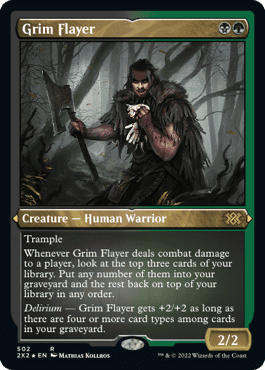 Grim Flayer
Creature — Human Warrior
Trample
Whenever Grim Flayer deals combat damage
to a player, look at the top three cards of your
library. Put any number of them into your
graveyard and the rest back on top of your
library in any order.
Delirium — Grim Flayer gets +2/+2 as long as
there are four or more card types among cards
in your graveyard.
2/2
502 R
2X2 ★ EN Mathias Kollros
™ & © 2022 Wizards of the Coast